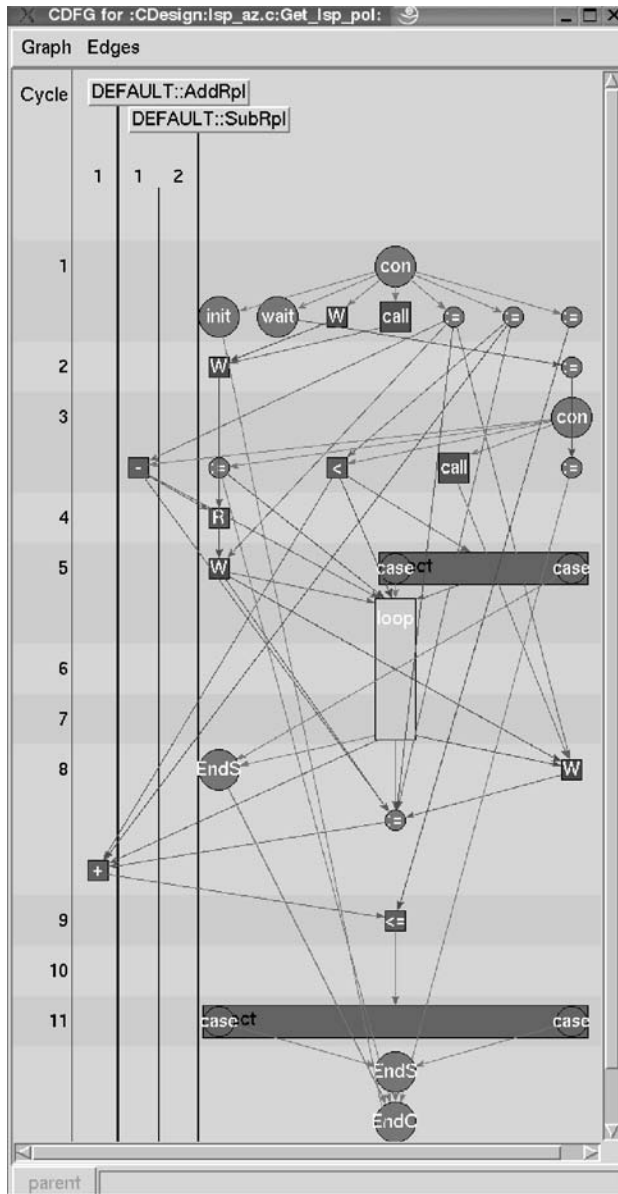 CDFG for :CDesign:lsp_az.c:Get_lsp_pol:
Graph Edges
Cycle
DEFAULT::AddRpl
DEFAULT::SubRpl
1 1 2
1 con
init wait W call := := :=
2 W :=
3 con
- := < call :=
4 R
5 W case ect case
loop
6
7
8 EndS W
:=
+
9 <=
10
11 case ect case
EndS
EndC
parent